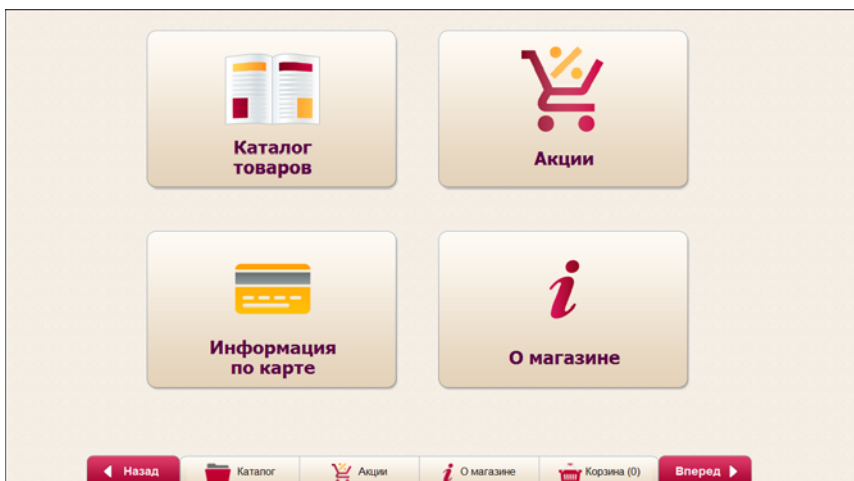 Каталог
товаров
Акции
Информация
по карте
О магазине
Назад
Каталог
Акции
О магазине
Корзина (0)
Вперед